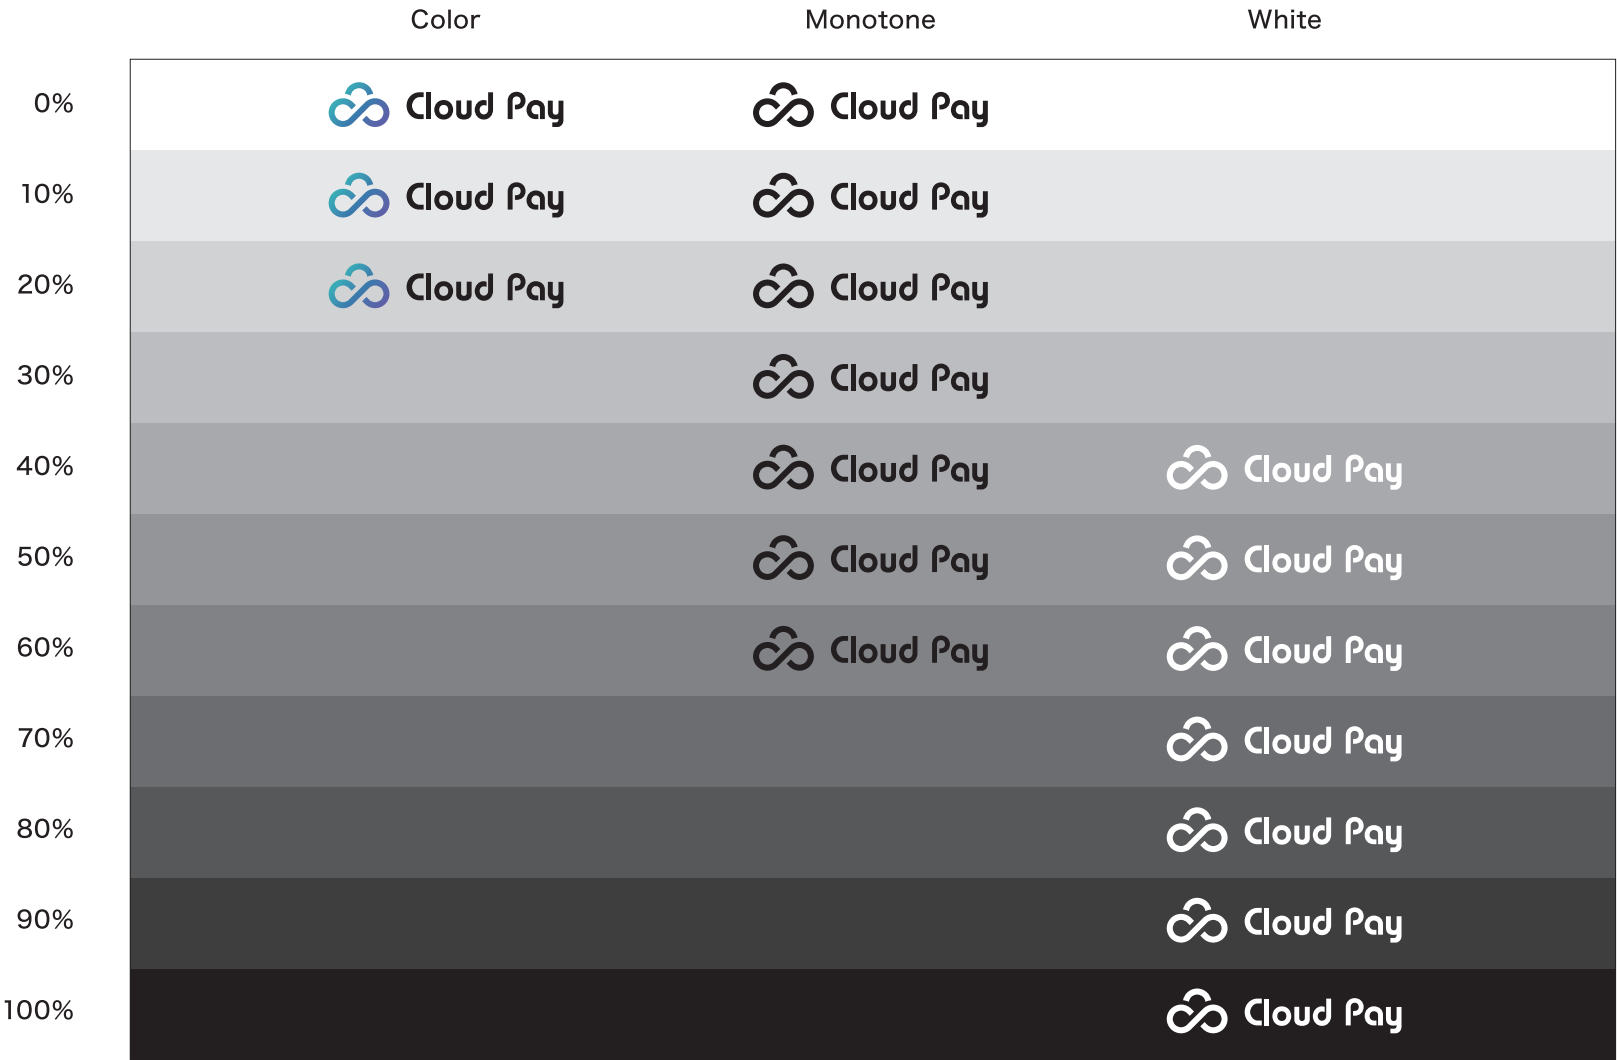 Color Monotone White
0% Cloud Pay Cloud Pay
10% Cloud Pay Cloud Pay
20% Cloud Pay Cloud Pay
30% Cloud Pay
40% Cloud Pay Cloud Pay
50% Cloud Pay Cloud Pay
60% Cloud Pay Cloud Pay
70% Cloud Pay
80% Cloud Pay
90% Cloud Pay
100% Cloud Pay